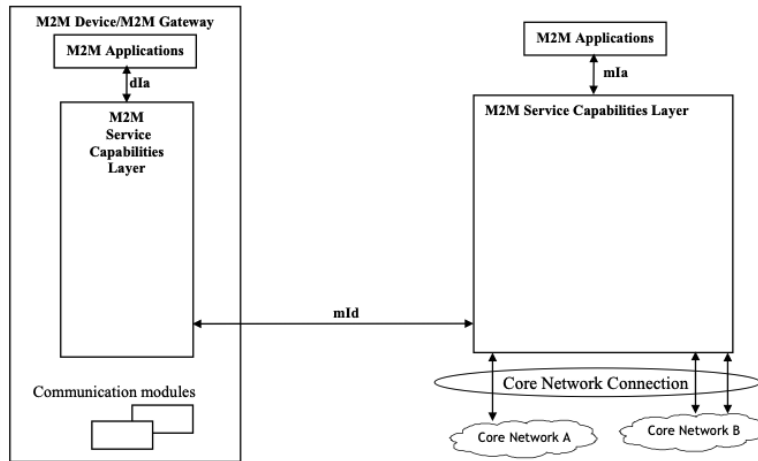 M2M Device/M2M Gateway
M2M Applications
dIa
M2M
Service
Capabilities
Layer
Communication modules
mId
M2M Applications
mIa
M2M Service Capabilities Layer
Core Network Connection
Core Network A
Core Network B